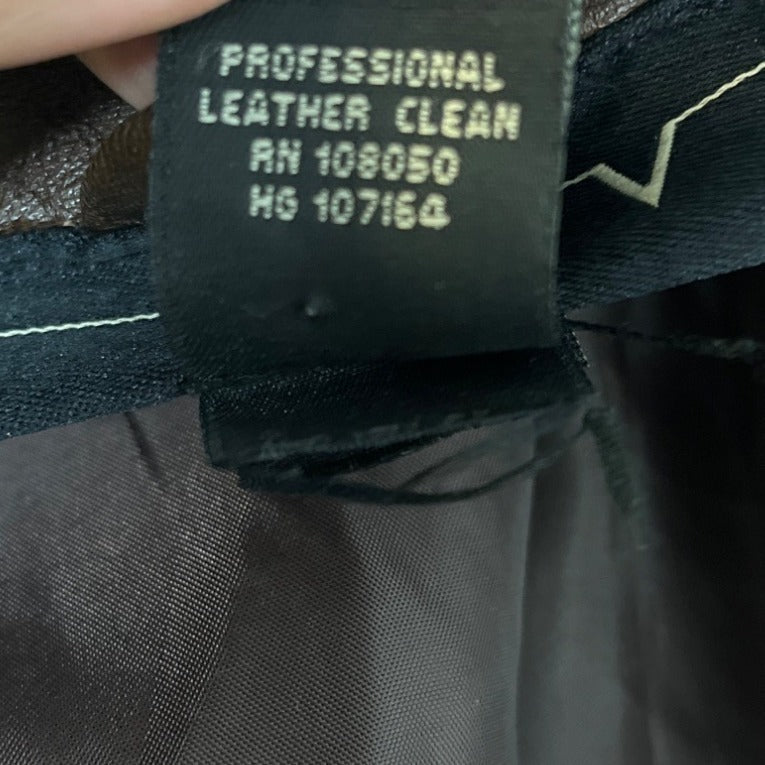 PROFESSIONAL
LEATHER CLEAN
RN 108050
HG 107164